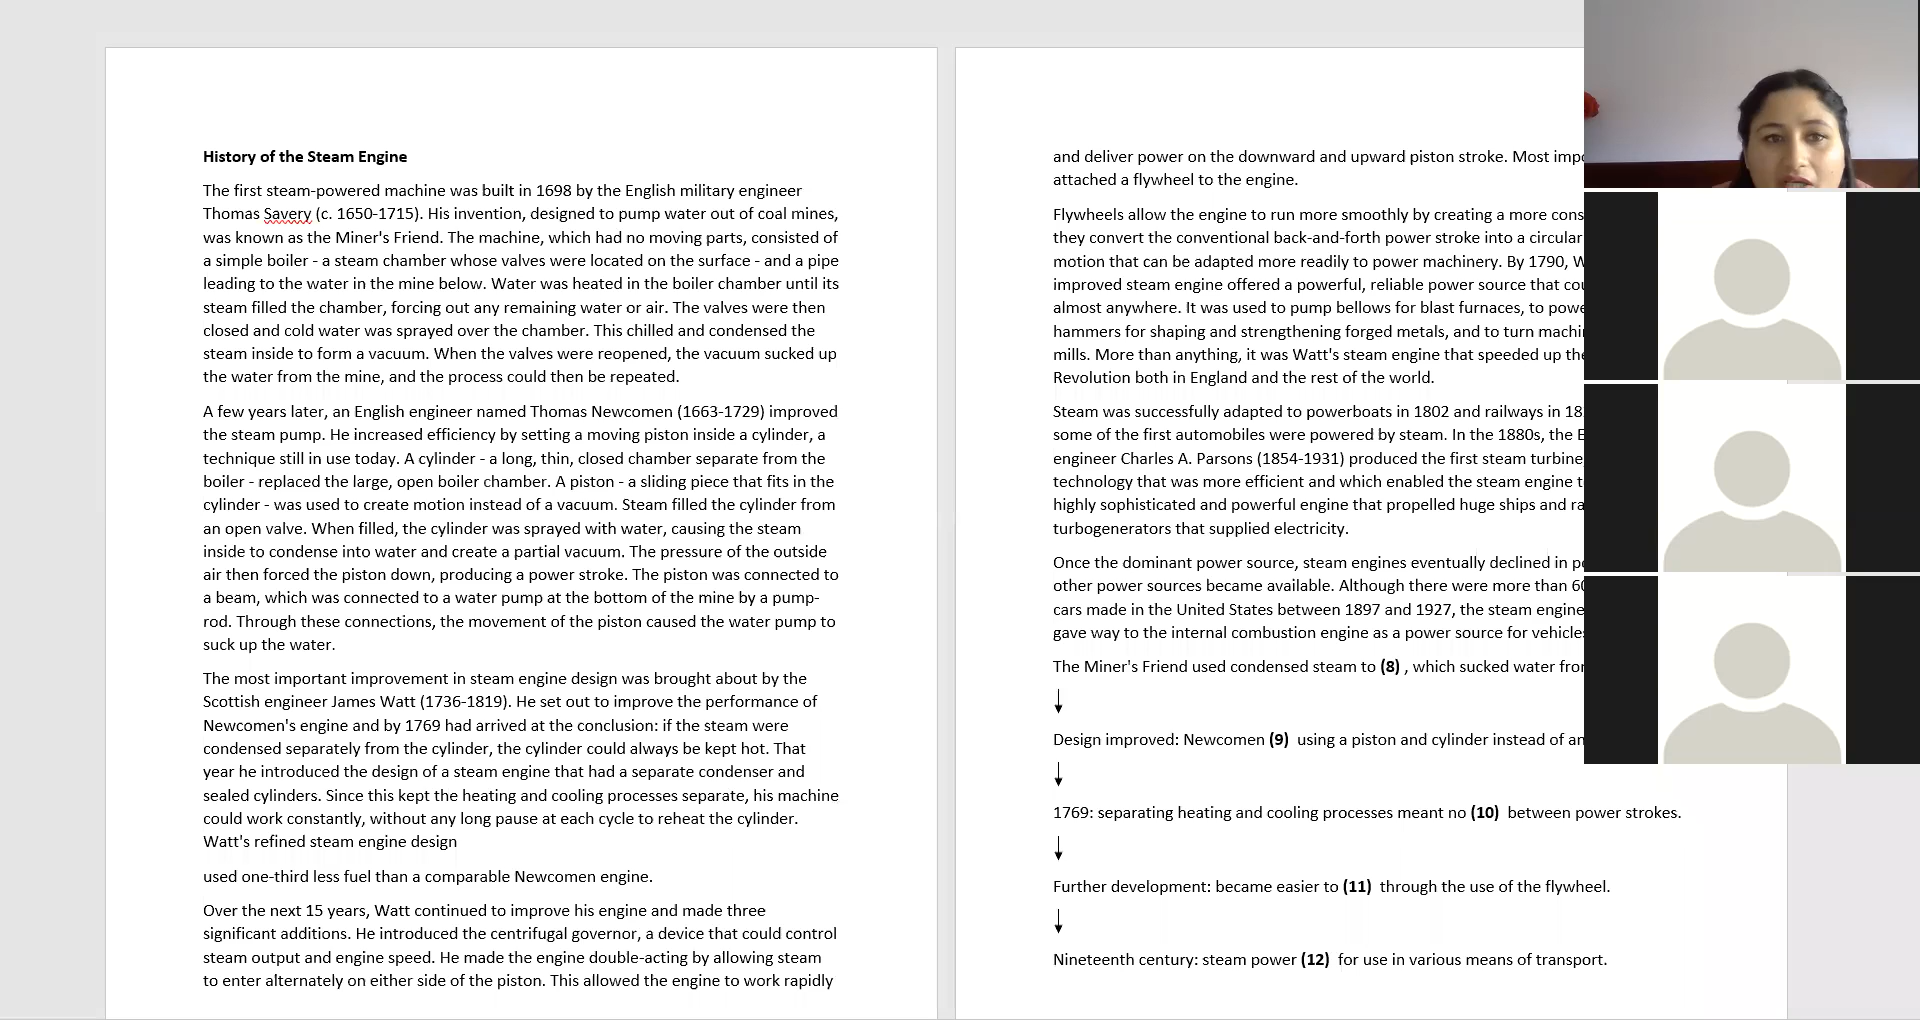 History of the Steam Engine
The first steam-powered machine was built in 1698 by the English military engineer
Thomas Savery (c. 1650-1715). His invention, designed to pump water out of coal mines,
was known as the Miner's Friend. The machine, which had no moving parts, consisted of
a simple boiler - a steam chamber whose valves were located on the surface - and a pipe
leading to the water in the mine below. Water was heated in the boiler chamber until its
steam filled the chamber, forcing out any remaining water or air. The valves were then
closed and cold water was sprayed over the chamber. This chilled and condensed the
steam inside to form a vacuum. When the valves were reopened, the vacuum sucked up
the water from the mine, and the process could then be repeated.
A few years later, an English engineer named Thomas Newcomen (1663-1729) improved
the steam pump. He increased efficiency by setting a moving piston inside a cylinder, a
technique still in use today. A cylinder - a long, thin, closed chamber separate from the
boiler - replaced the large, open boiler chamber. A piston - a sliding piece that fits in the
cylinder - was used to create motion instead of a vacuum. Steam filled the cylinder from
an open valve. When filled, the cylinder was sprayed with water, causing the steam
inside to condense into water and create a partial vacuum. The pressure of the outside
air then forced the piston down, producing a power stroke. The piston was connected to
a beam, which was connected to a water pump at the bottom of the mine by a pump-
rod. Through these connections, the movement of the piston caused the water pump to
suck up the water.
The most important improvement in steam engine design was brought about by the
Scottish engineer James Watt (1736-1819). He set out to improve the performance of
Newcomen's engine and by 1769 had arrived at the conclusion: if the steam were
condensed separately from the cylinder, the cylinder could always be kept hot. That
year he introduced the design of a steam engine that had a separate condenser and
sealed cylinders. Since this kept the heating and cooling processes separate, his machine
could work constantly, without any long pause at each cycle to reheat the cylinder.
Watt's refined steam engine design
used one-third less fuel than a comparable Newcomen engine.
Over the next 15 years, Watt continued to improve his engine and made three
significant additions. He introduced the centrifugal governor, a device that could control
steam output and engine speed. He made the engine double-acting by allowing steam
to enter alternately on either side of the piston. This allowed the engine to work rapidly
and deliver power on the downward and upward piston stroke. Most
attached a flywheel to the engine.
Flywheels allow the engine to run more smoothly by creating a more
they convert the conventional back-and-forth power stroke into a circular
motion that can be adapted more readily to power machinery. By 1790,
improved steam engine offered a powerful, reliable power source that
almost anywhere. It was used to pump bellows for blast furnaces, to
hammers for shaping and strengthening forged metals, and to turn
mills. More than anything, it was Watt's steam engine that speeded up
Revolution both in England and the rest of the world.
Steam was successfully adapted to powerboats in 1802 and railways in
some of the first automobiles were powered by steam. In the 1880s, the
engineer Charles A. Parsons (1854-1931) produced the first steam turbine
technology that was more efficient and which enabled the steam engine
highly sophisticated and powerful engine that propelled huge ships and
turbogenerators that supplied electricity.
Once the dominant power source, steam engines eventually declined in
other power sources became available. Although there were more than
cars made in the United States between 1897 and 1927, the steam engine
gave way to the internal combustion engine as a power source for
The Miner's Friend used condensed steam to (8) , which sucked water
Design improved: Newcomen (9) using a piston and cylinder instead of
1769: separating heating and cooling processes meant no (10) between power strokes.
Further development: became easier to (11) through the use of the flywheel.
Nineteenth century: steam power (12) for use in various means of transport.